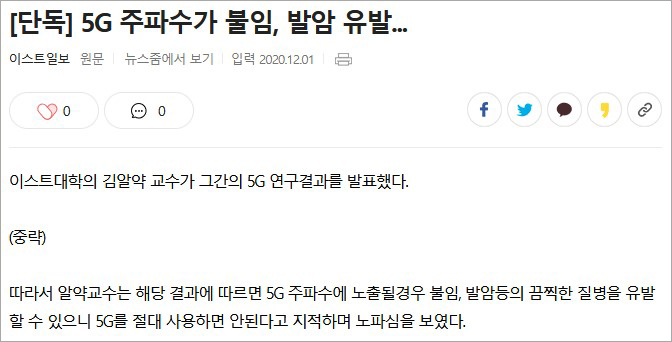 [단독] 5G 주파수가 불임, 발암 유발...
이스트일보 원문 뉴스줌에서 보기 입력 2020.12.01
0 0
이스트대학의 김알약 교수가 그간의 5G 연구결과를 발표했다.
(중략)
따라서 알약교수는 해당 결과에 따르면 5G 주파수에 노출될경우 불임, 발암등의 끔찍한 질병을 유발
할 수 있으니 5G를 절대 사용하면 안된다고 지적하며 노파심을 보였다.